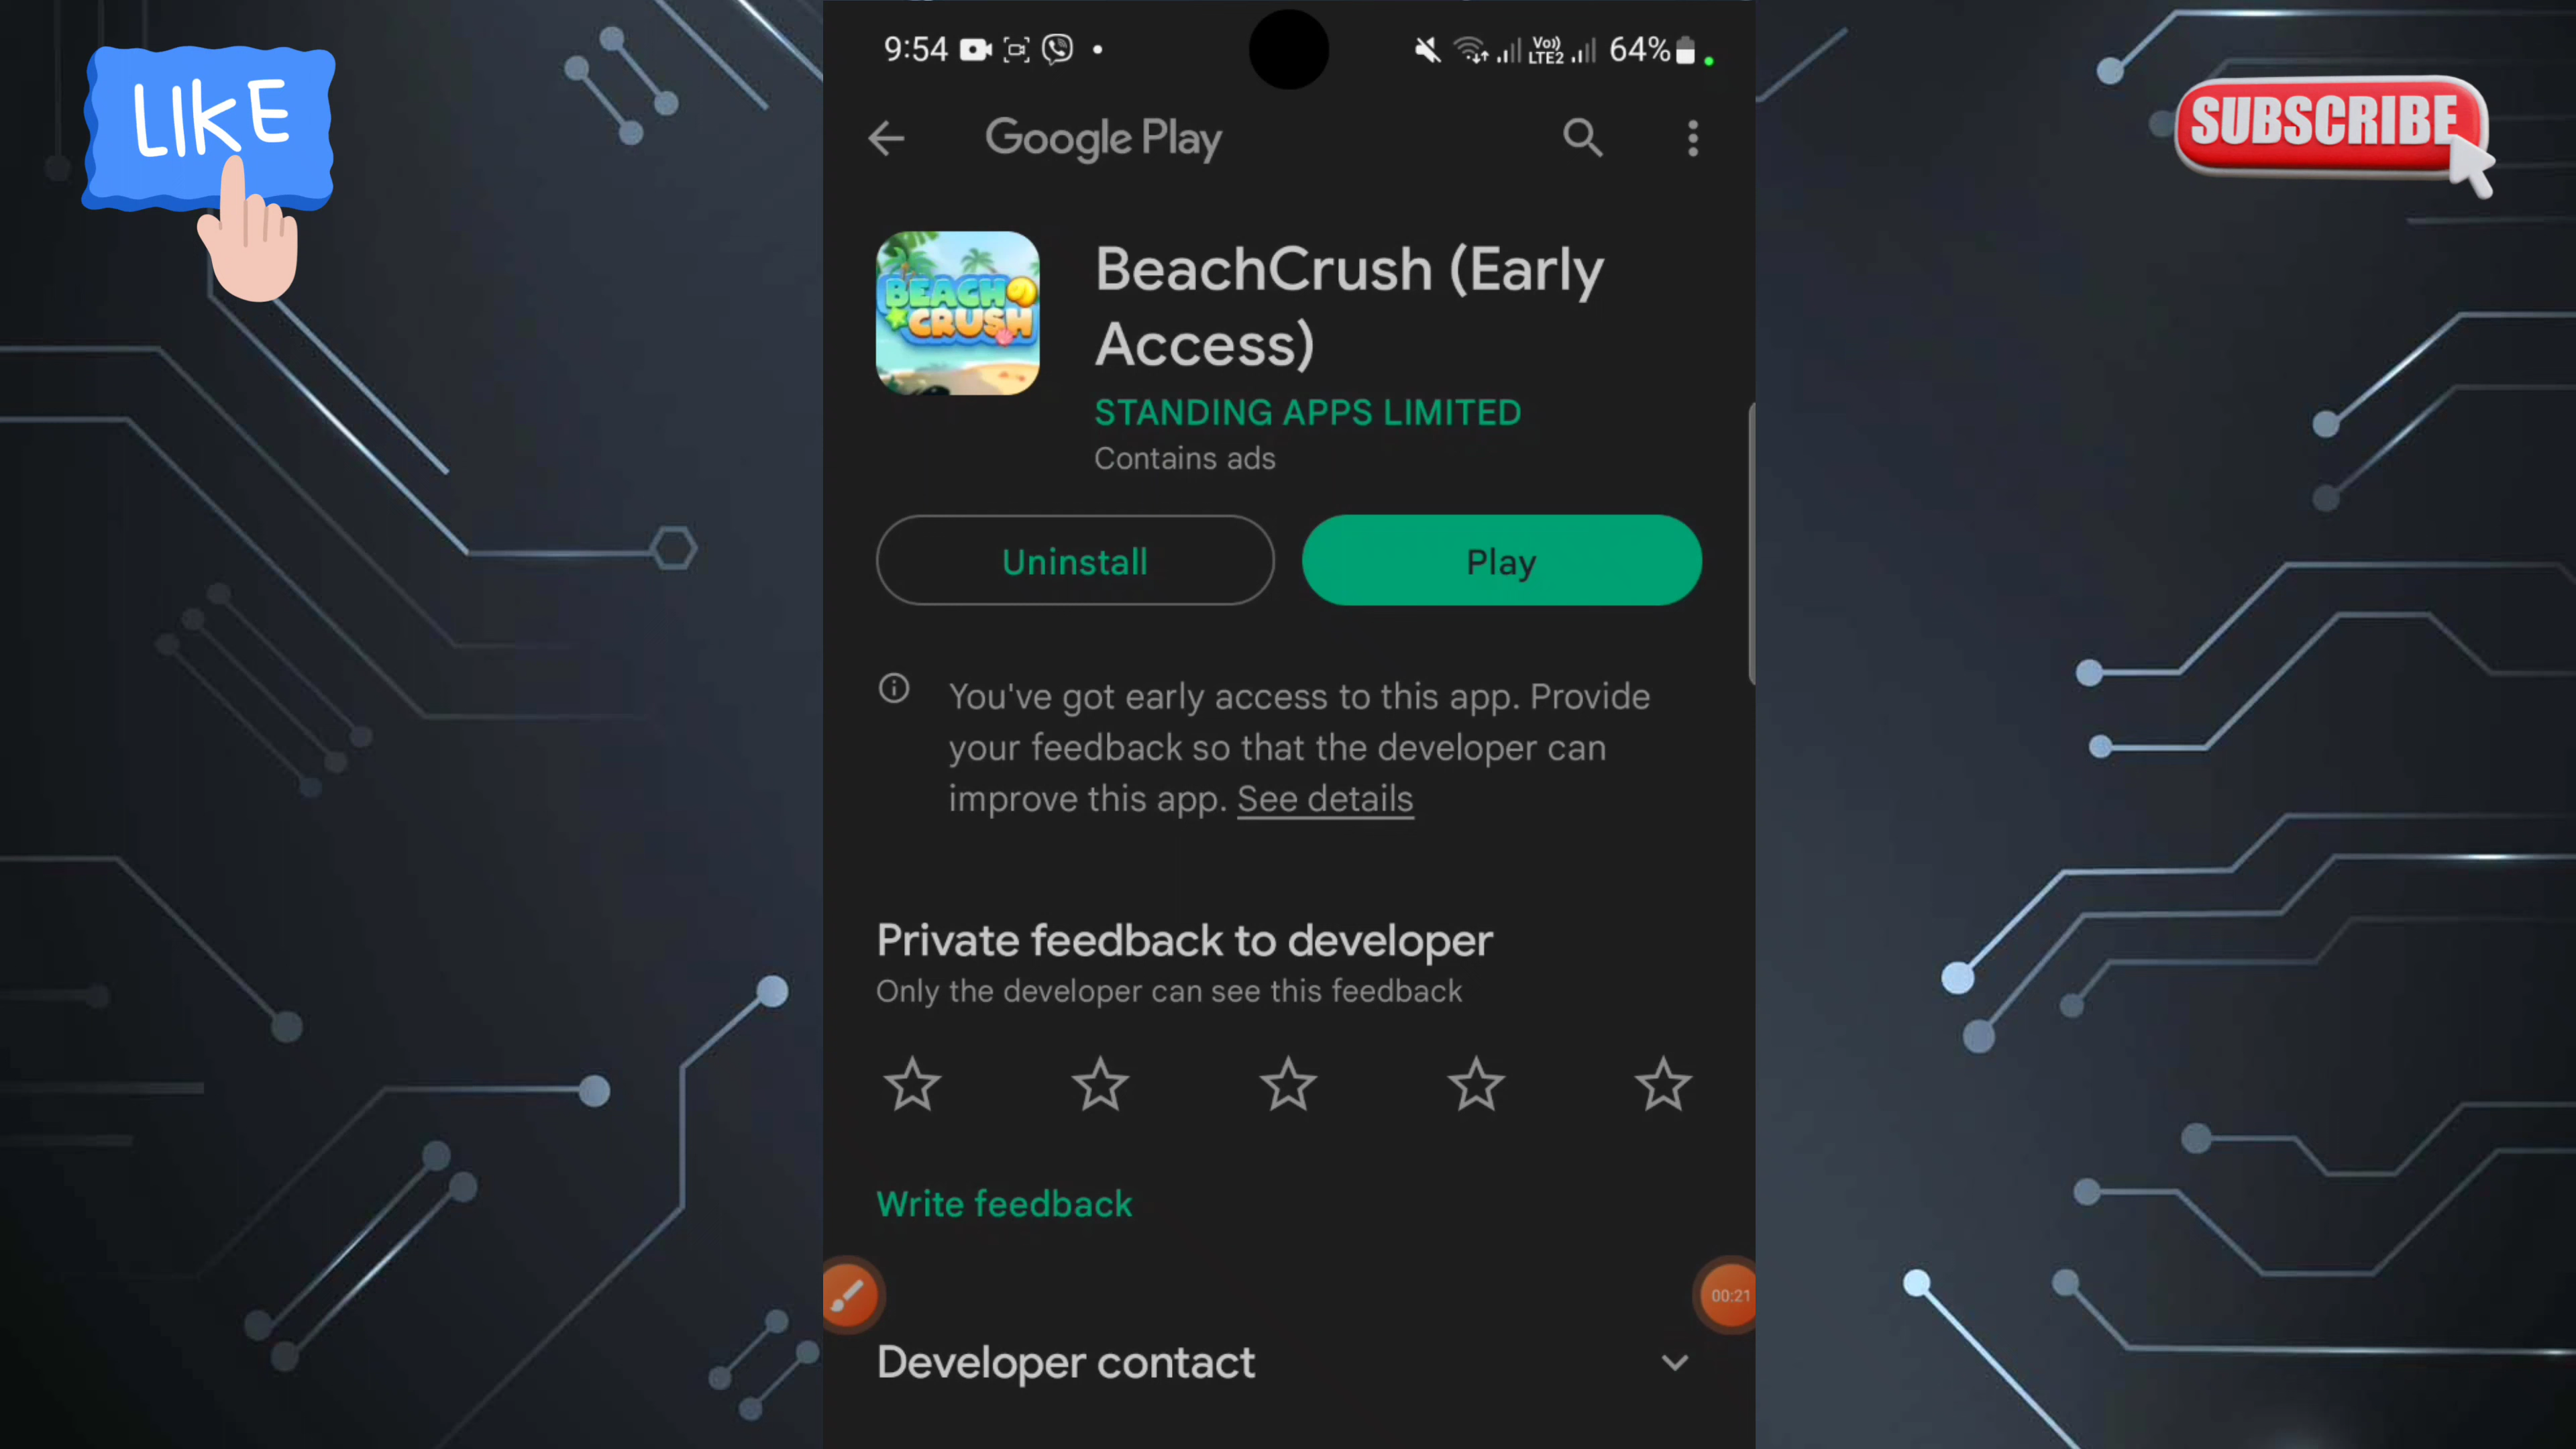 LIKE
SUBSCRIBE
9:54
Vo)) LTE2
64%
Google Play
BEACH
CRUSH
BeachCrush (Early
Access)
STANDING APPS LIMITED
Contains ads
Uninstall
Play
You've got early access to this app. Provide
your feedback so that the developer can
improve this app. See details
Private feedback to developer
Only the developer can see this feedback
Write feedback
00:21
Developer contact